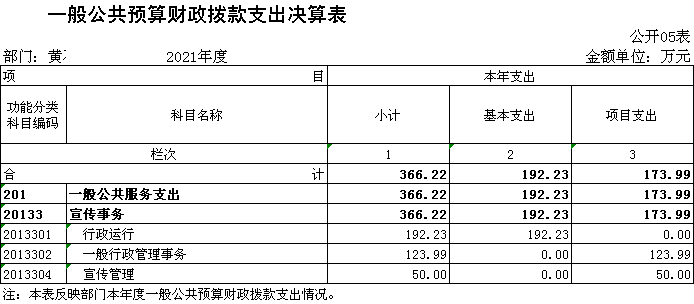 一般公共预算财政拨款支出决算表
公开05表
部门：黄 2021年度 金额单位：万元
项 目 本年支出
功能分类科目编码 科目名称 小计 基本支出 项目支出
栏次 1 2 3
合 计 366.22 192.23 173.99
201 一般公共服务支出 366.22 192.23 173.99
20133 宣传事务 366.22 192.23 173.99
2013301 行政运行 192.23 192.23 0.00
2013302 一般行政管理事务 123.99 0.00 123.99
2013304 宣传管理 50.00 0.00 50.00
注：本表反映部门本年度一般公共预算财政拨款支出情况。